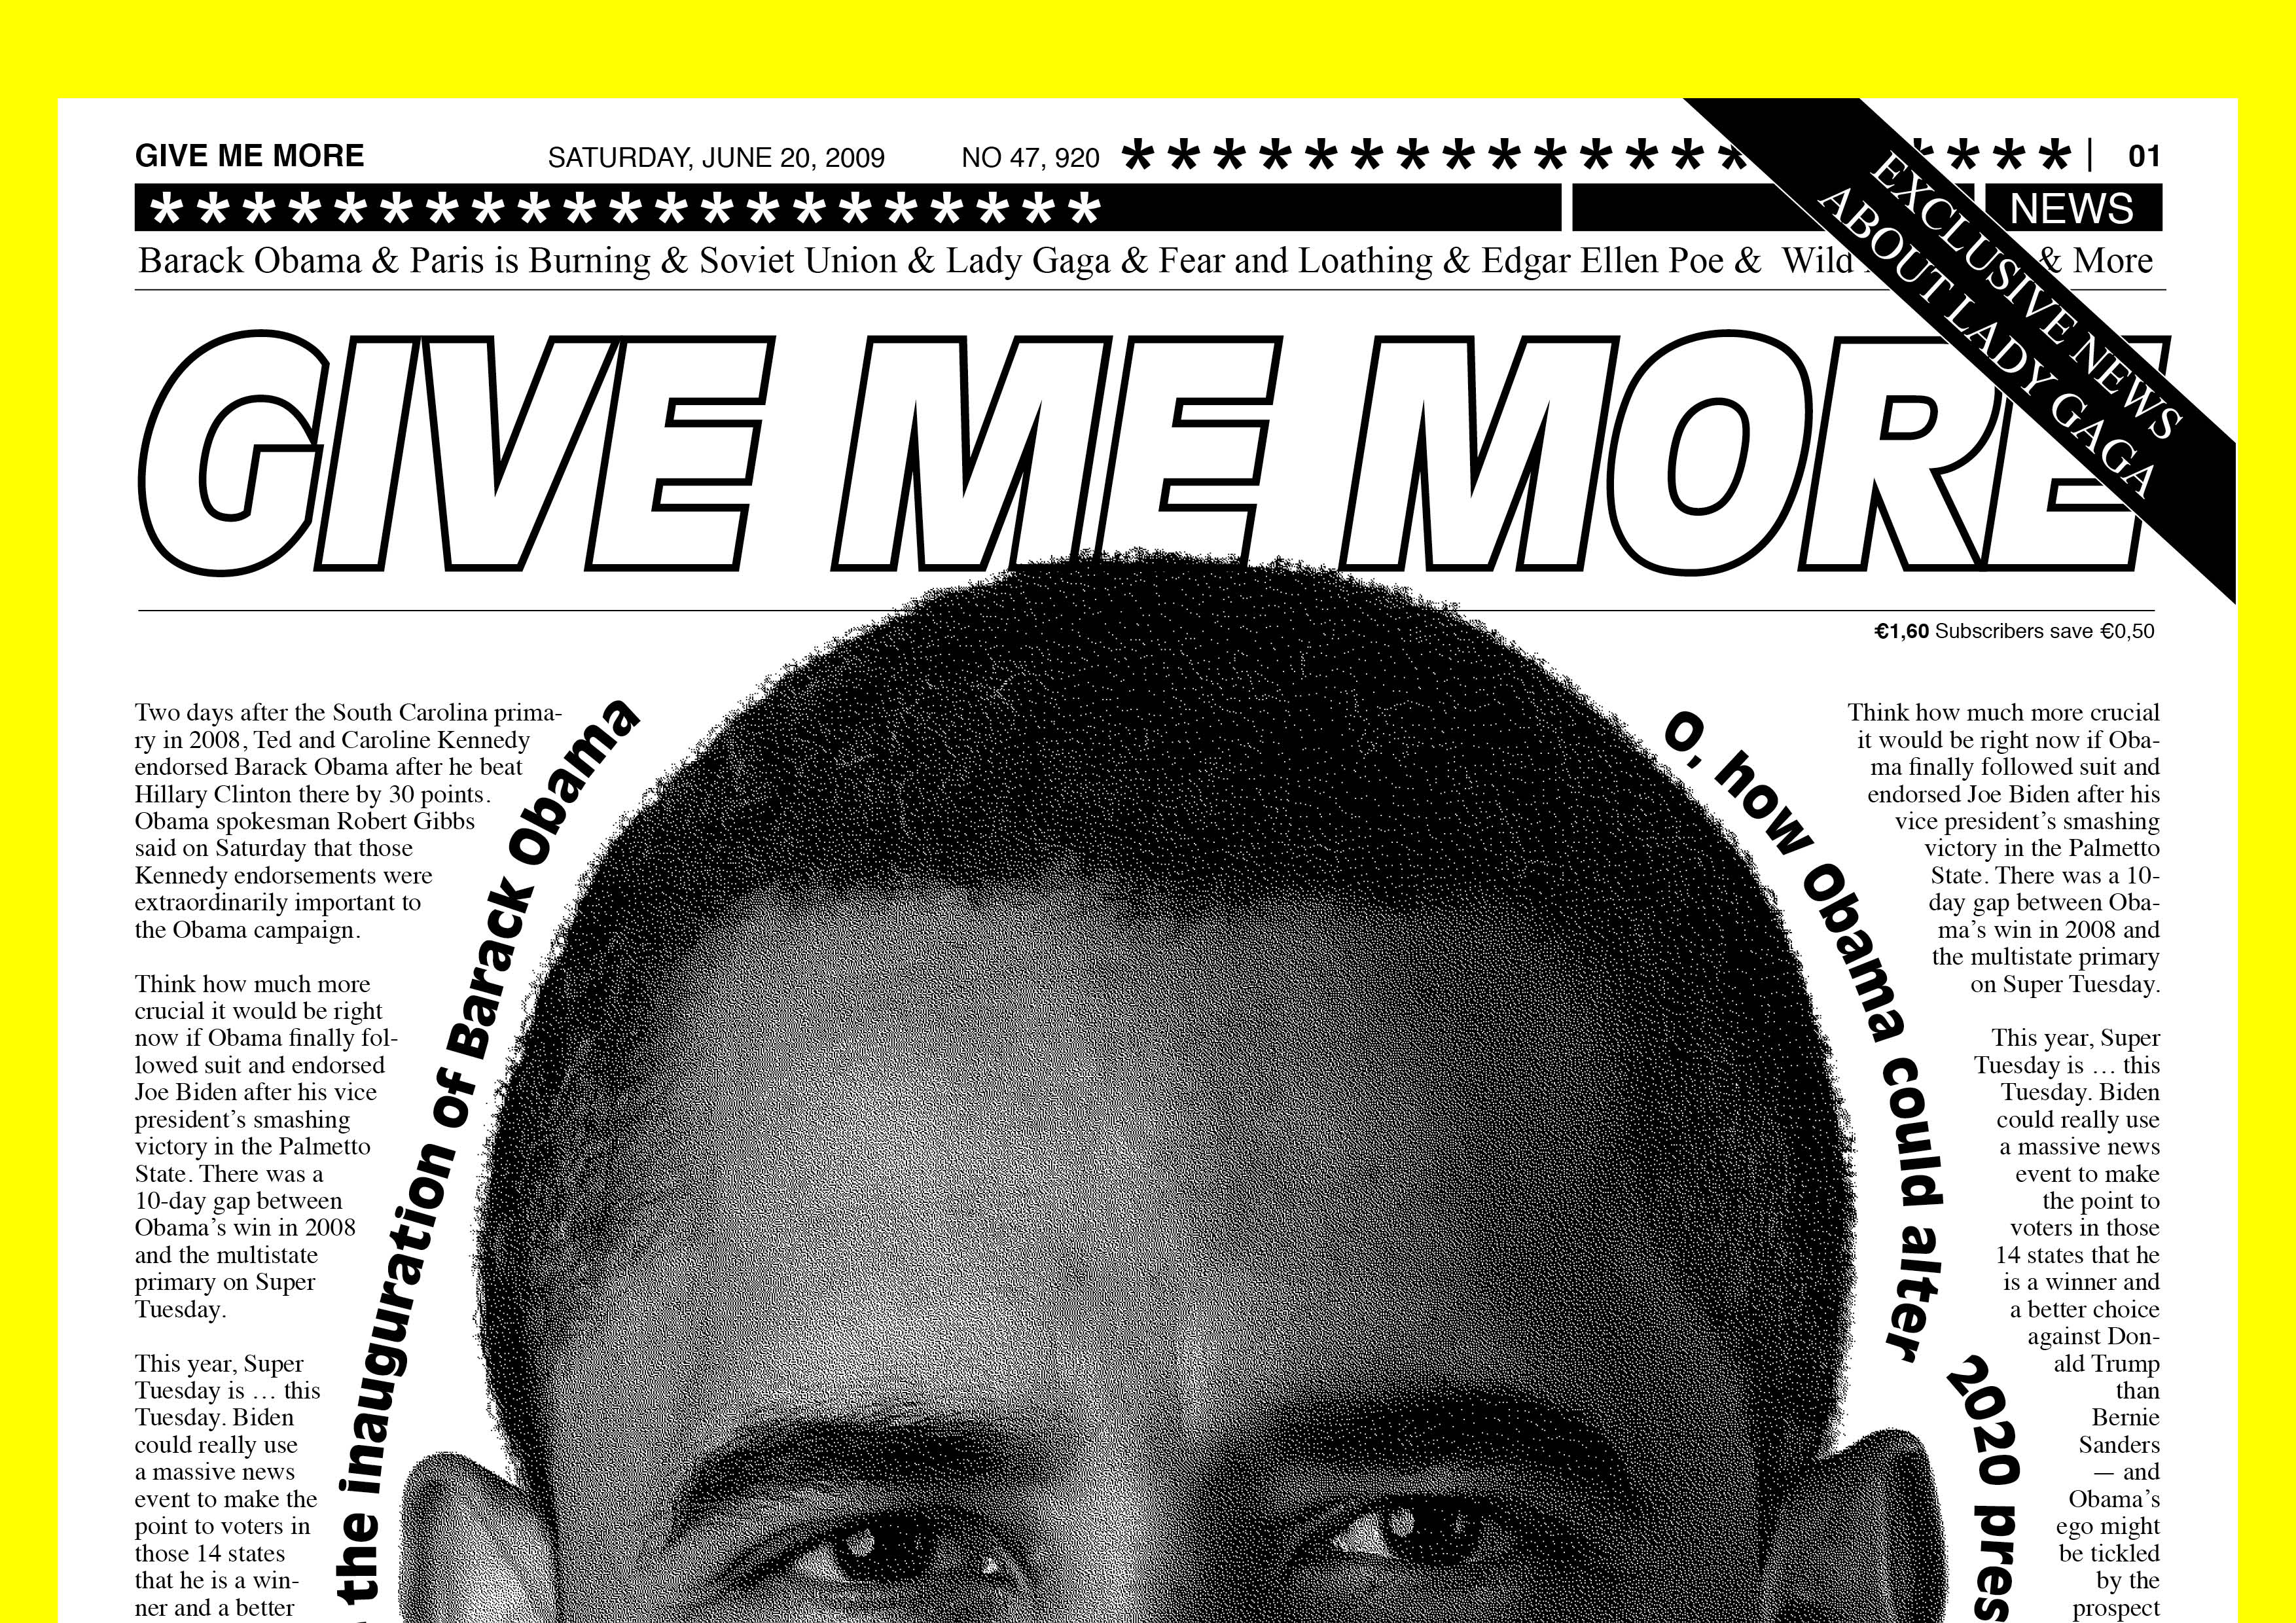 GIVE ME MORE SATURDAY, JUNE 20, 2009 NO 47, 920 ****************** | 01
********************* NEWS
Barack Obama & Paris is Burning & Soviet Union & Lady Gaga & Fear and Loathing & Edgar Ellen Poe & Wild & More
EXCLUSIVE NEWS
ABOUT LADY GAGA
GIVE ME MORE
€1,60 Subscribers save €0,50
Two days after the South Carolina prima-
ry in 2008, Ted and Caroline Kennedy
endorsed Barack Obama after he beat
Hillary Clinton there by 30 points.
Obama spokesman Robert Gibbs
said on Saturday that those
Kennedy endorsements were
extraordinarily important to
the Obama campaign.
Think how much more
crucial it would be right
now if Obama finally fol-
lowed suit and endorsed
Joe Biden after his vice
president’s smashing
victory in the Palmetto
State. There was a
10-day gap between
Obama’s win in 2008
and the multistate
primary on Super
Tuesday.
This year, Super
Tuesday is … this
Tuesday. Biden
could really use
a massive news
event to make the
point to voters in
those 14 states
that he is a win-
ner and a better
the inauguration of Barack Obama
O, how Obama could alter
2020 pres
Think how much more crucial
it would be right now if Oba-
ma finally followed suit and
endorsed Joe Biden after his
vice president’s smashing
victory in the Palmetto
State. There was a 10-
day gap between Oba-
ma’s win in 2008 and
the multistate primary
on Super Tuesday.
This year, Super
Tuesday is … this
Tuesday. Biden
could really use
a massive news
event to make
the point to
voters in those
14 states that he
is a winner and
a better choice
against Don-
ald Trump
than
Bernie
Sanders
— and
Obama’s
ego might
be tickled
by the
prospect